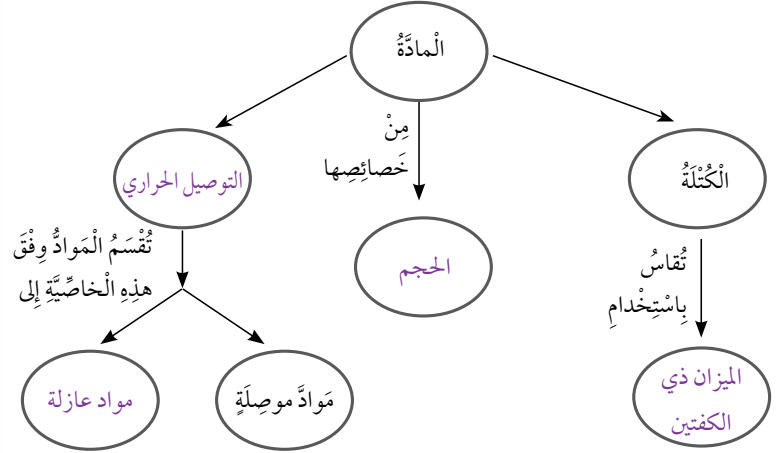 الْمادَّةُ
مِنْ
خَصائِصِها
الْكُتْلَةُ
الحجم
التوصيل الحراري
تُقاسُ
بِاسْتِخْدامِ
تُقْسَمُ الْمَوادُّ وِفْقَ
هذِهِ الْخاصِّيَّةِ إِلى
الميزان ذي
الكفتين
مَوادَّ موصِلَةٍ
مواد عازلة